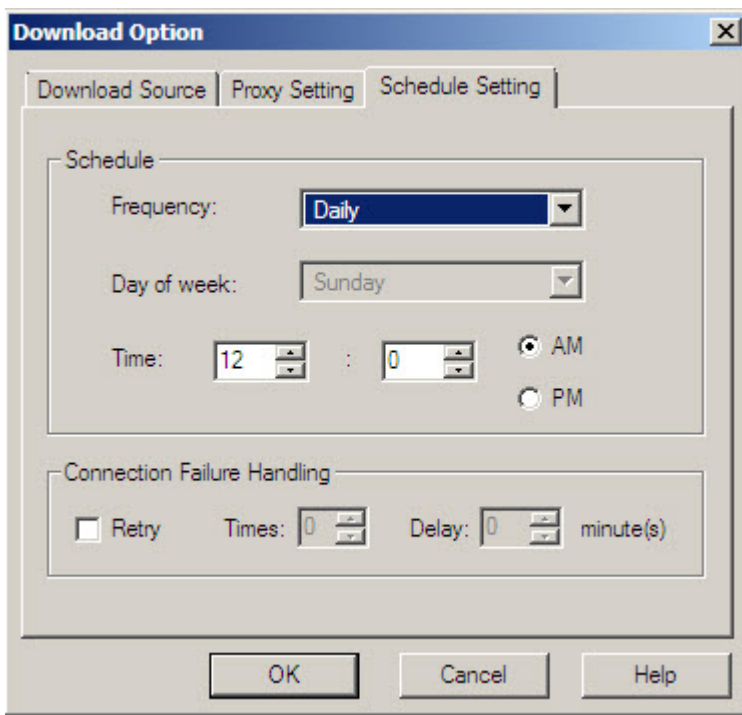 Download Option
Download Source Proxy Setting Schedule Setting
Schedule
Frequency: Daily
Day of week: Sunday
Time: 12 : 0 AM
PM
Connection Failure Handling
Retry Times: 0 Delay: 0 minute(s)
OK Cancel Help